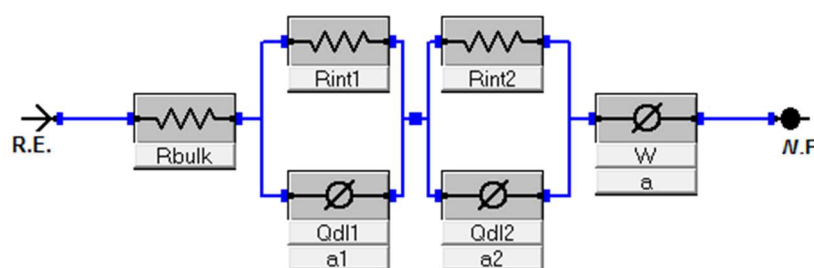 Rint1
Rint2
R.E.
Rbulk
W
a
Qdl1
a1
Qdl2
a2